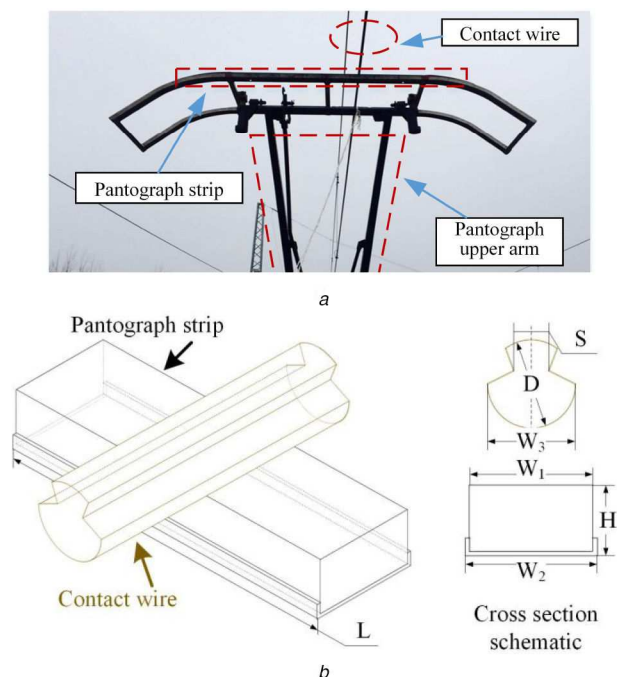 Contact wire
Pantograph strip
Pantograph
upper arm
a
Pantograph strip
Contact wire
L
S
D
W₃
W₁
H
W₂
Cross section
schematic
b